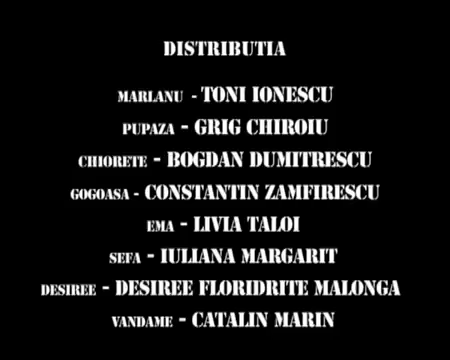 DISTRIBUTIA
MARLANU - TONI IONESCU
PUPAZA - GRIG CHIROIU
CHIORETE - BOGDAN DUMITRESCU
GOGOASA - CONSTANTIN ZAMFIRESCU
EMA - LIVIA TALOI
SEFA - IULIANA MARGARIT
DESIREE - DESIREE FLORIDRITE MALONGA
VANDAME - CATALIN MARIN